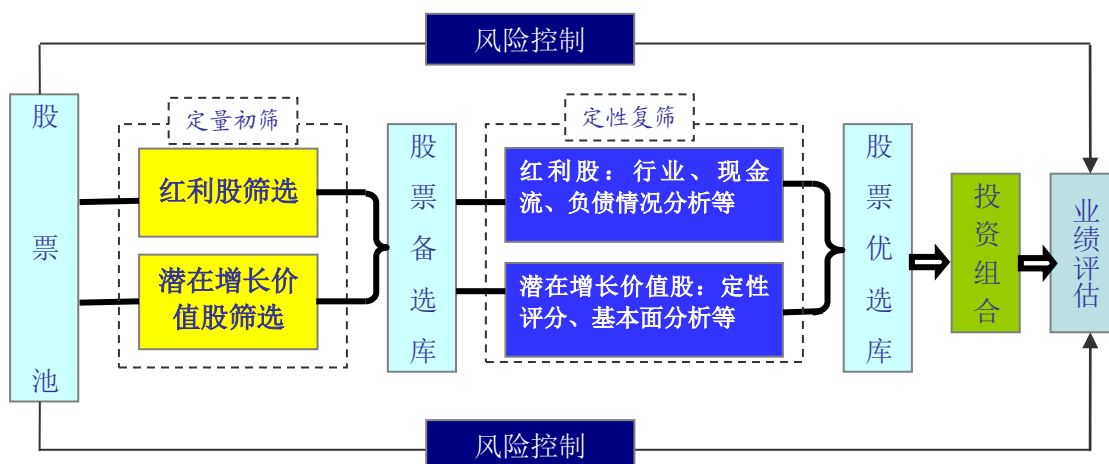 风险控制
股票池
定量初筛
红利股筛选
潜在增长价
值股筛选
股票备选库
定性复筛
红利股：行业、现金
流、负债情况分析等
潜在增长价值股：定性
评分、基本面分析等
股票优选库
投资组合
业绩评估
风险控制